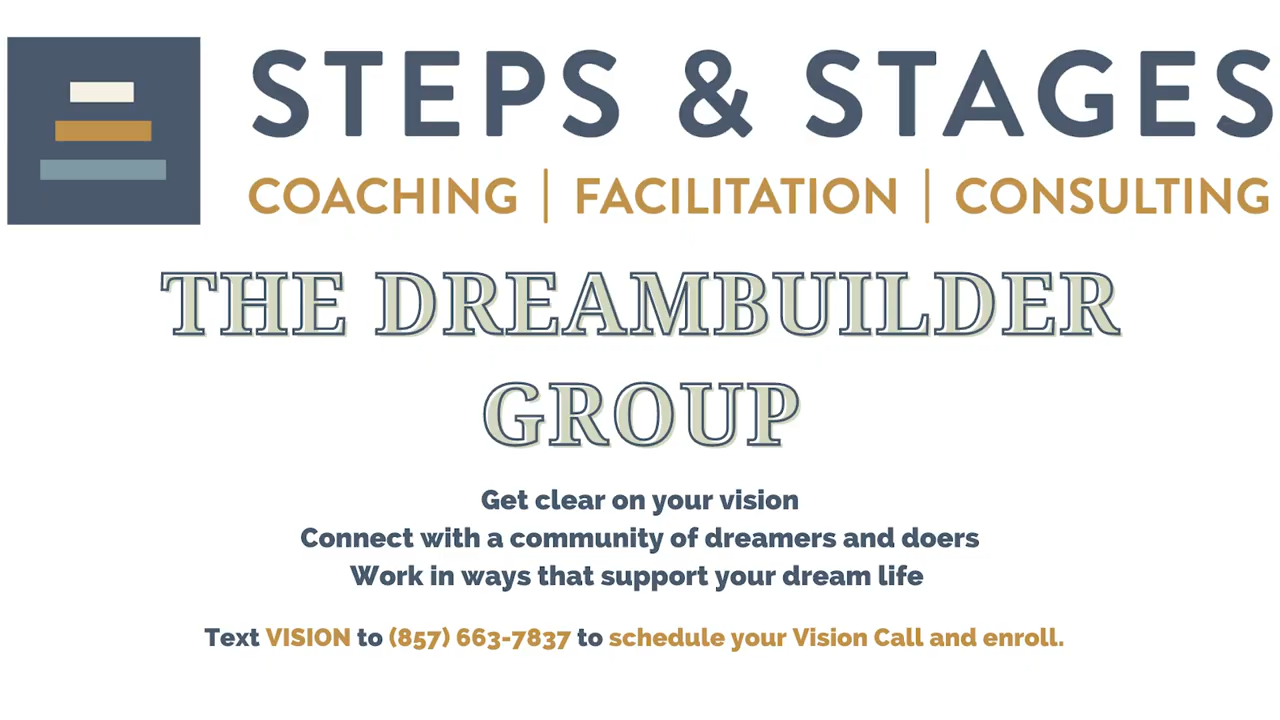 STEPS & STAGES
COACHING | FACILITATION | CONSULTING
THE DREAMBUILDER
GROUP
Get clear on your vision
Connect with a community of dreamers and doers
Work in ways that support your dream life
Text VISION to (857) 663-7837 to schedule your Vision Call and enroll.